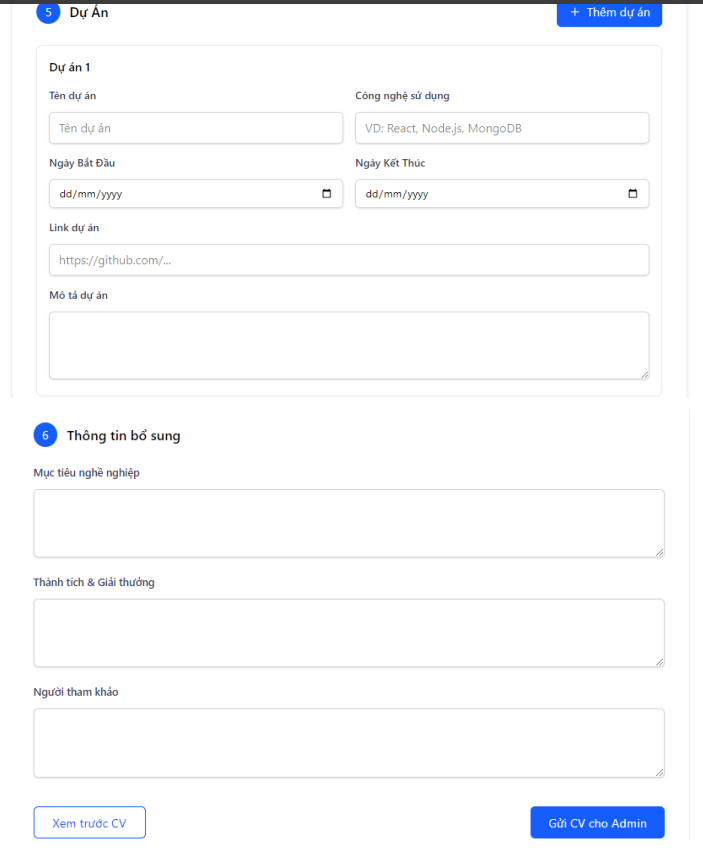 5 Dự Án + Thêm dự án
Dự án 1
Tên dự án Công nghệ sử dụng
Tên dự án VD: React, Node.js, MongoDB
Ngày Bắt Đầu Ngày Kết Thúc
dd/mm/yyyy dd/mm/yyyy
Link dự án
https://github.com/...
Mô tả dự án
6 Thông tin bổ sung
Mục tiêu nghề nghiệp
Thành tích & Giải thưởng
Người tham khảo
Xem trước CV Gửi CV cho Admin